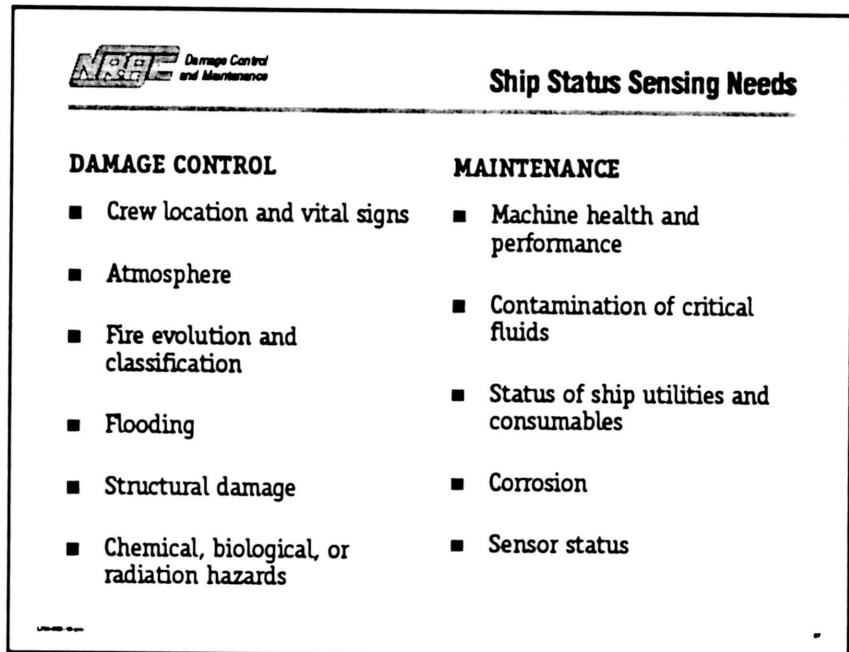 NRAC Damage Control
and Maintenance
Ship Status Sensing Needs
DAMAGE CONTROL
■ Crew location and vital signs
■ Atmosphere
■ Fire evolution and
classification
■ Flooding
■ Structural damage
■ Chemical, biological, or
radiation hazards
MAINTENANCE
■ Machine health and
performance
■ Contamination of critical
fluids
■ Status of ship utilities and
consumables
■ Corrosion
■ Sensor status